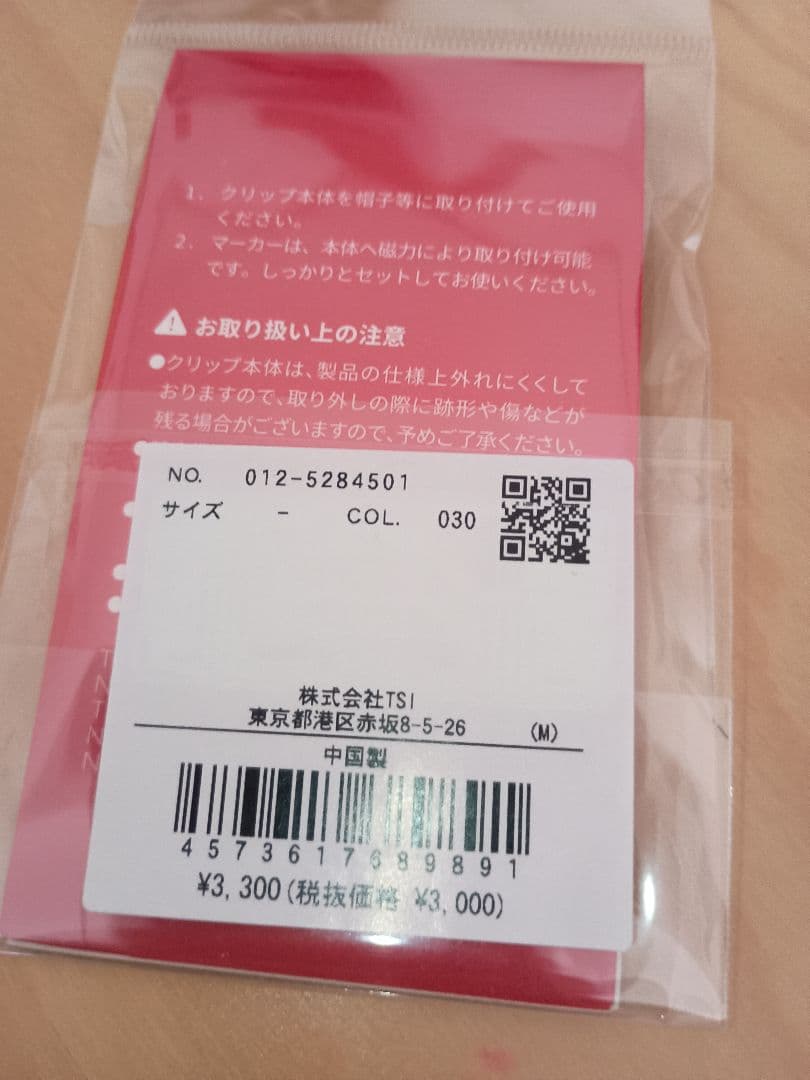 1. クリップ本体を帽子等に取り付けてご使用
ください。
2. マーカーは、本体へ磁力により取り付け可能
です。しっかりとセットしてお使いください。
お取り扱い上の注意
●クリップ本体は、製品の仕様上外れにくくして
おりますので、取り外しの際に跡形や傷などが
残る場合がございますので、予めご了承ください。
NO. 012-5284501
サイズ - COL. 030
株式会社TSI
東京都港区赤坂8-5-26 (M)
中国製
4573617689891
¥3,300(税抜価格 ¥3,000)